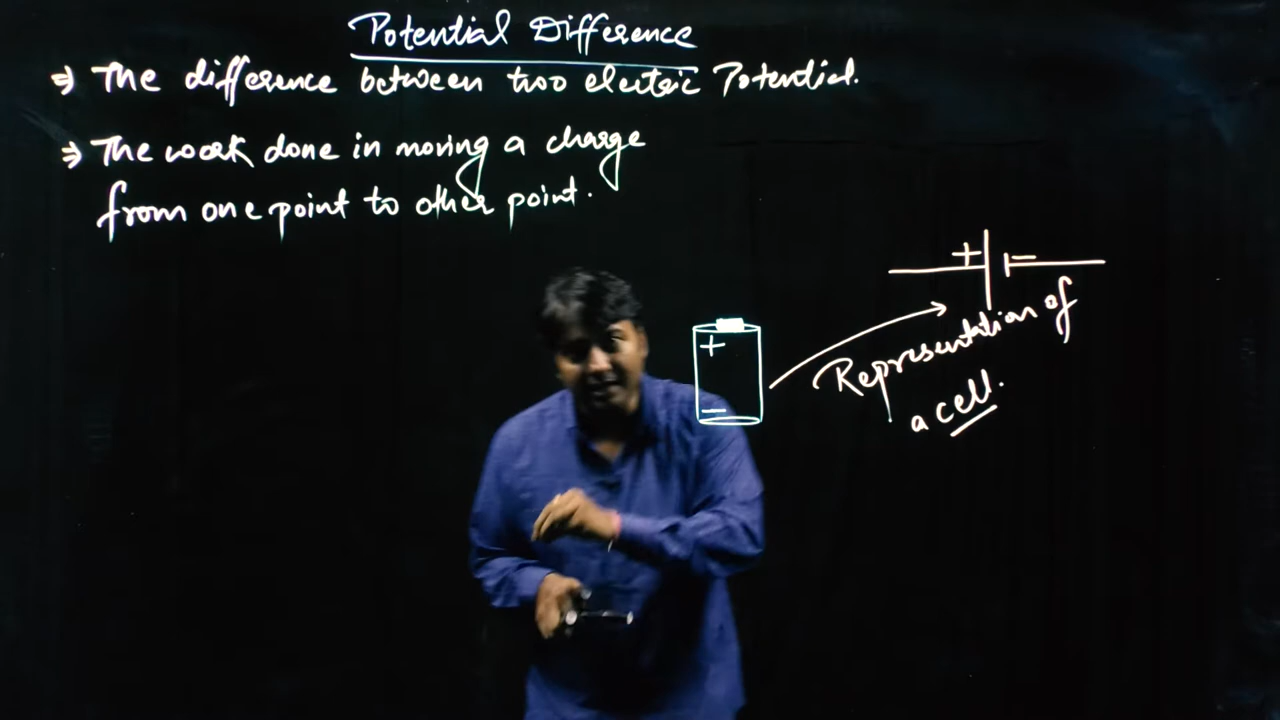 Potential Difference
⇒ The difference between two electric Potential.
⇒ The work done in moving a charge
from one point to other point.
+ -
+
Representation of
a cell.
-